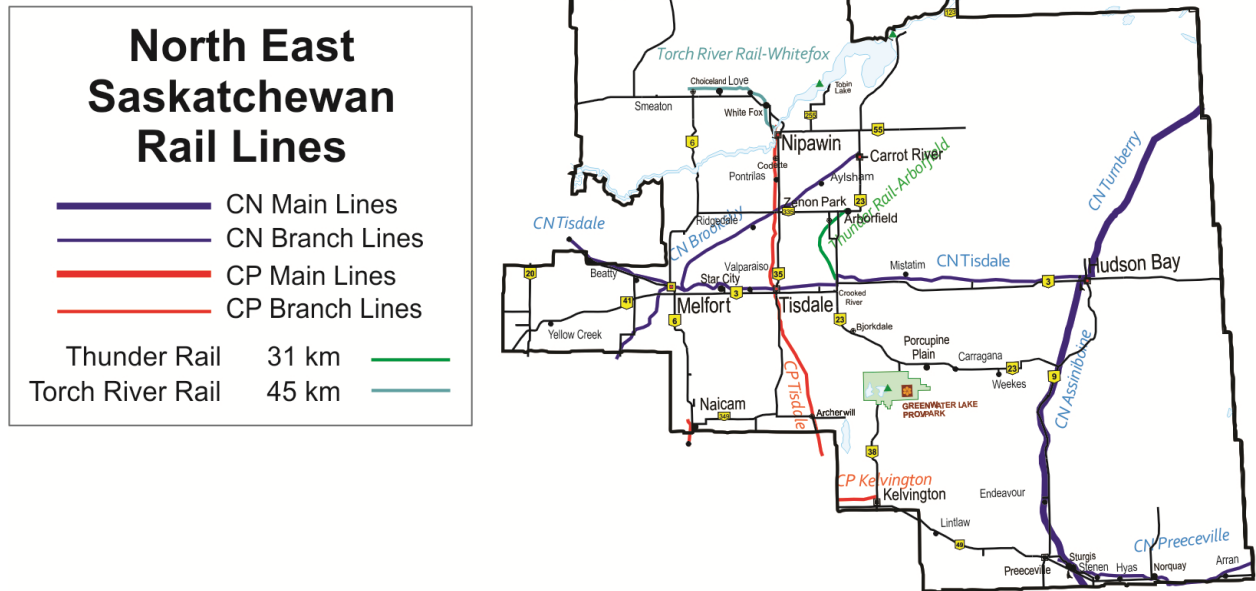 North East
Saskatchewan
Rail Lines
CN Main Lines
CN Branch Lines
CP Main Lines
CP Branch Lines
Thunder Rail 31 km
Torch River Rail 45 km
Torch River Rail-Whitefox
Choiceland Love
Smeaton
White Fox
Tobin
Lake
255
55
6
Nipawin
Codette
Carrot River
Pontrilas
Aylsham
Zenon Park
23
335
Ridgedale
Arborfield
Thunder Rail-Arborfield
CN Turnberry
CN Tisdale
CN Brooksby
20
Beatty
Valparaiso
Star City
35
3
Mistatim
CN Tisdale
3
Hudson Bay
41
Melfort
Tisdale
Crooked
River
6
23
Yellow Creek
Bjorkdale
Porcupine
Plain
Carragana
23
Weekes
9
CN Assiniboine
CP Tisdale
GREENWATER LAKE
PROV.PARK
Naicam
349
Archerwill
38
CP Kelvington
Kelvington
Endeavour
Lintlaw
49
CN Preeceville
Preeceville
Sturgis
Stenen
Hyas
Norquay
Arran